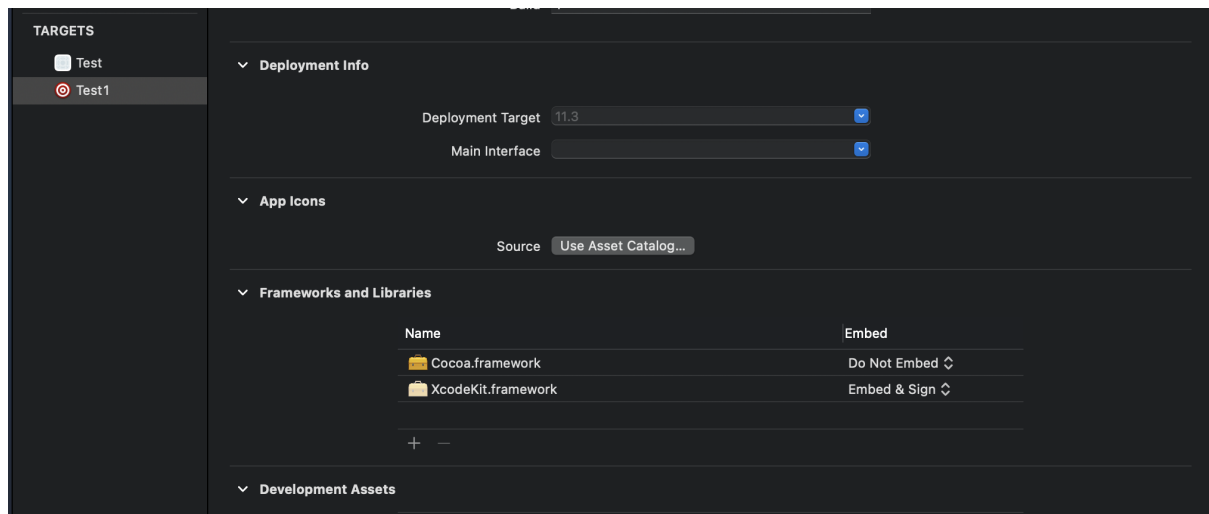 TARGETS
Test
Test1
Deployment Info
Deployment Target 11.3
Main Interface
App Icons
Source Use Asset Catalog...
Frameworks and Libraries
Name Embed
Cocoa.framework Do Not Embed
XcodeKit.framework Embed & Sign
Development Assets